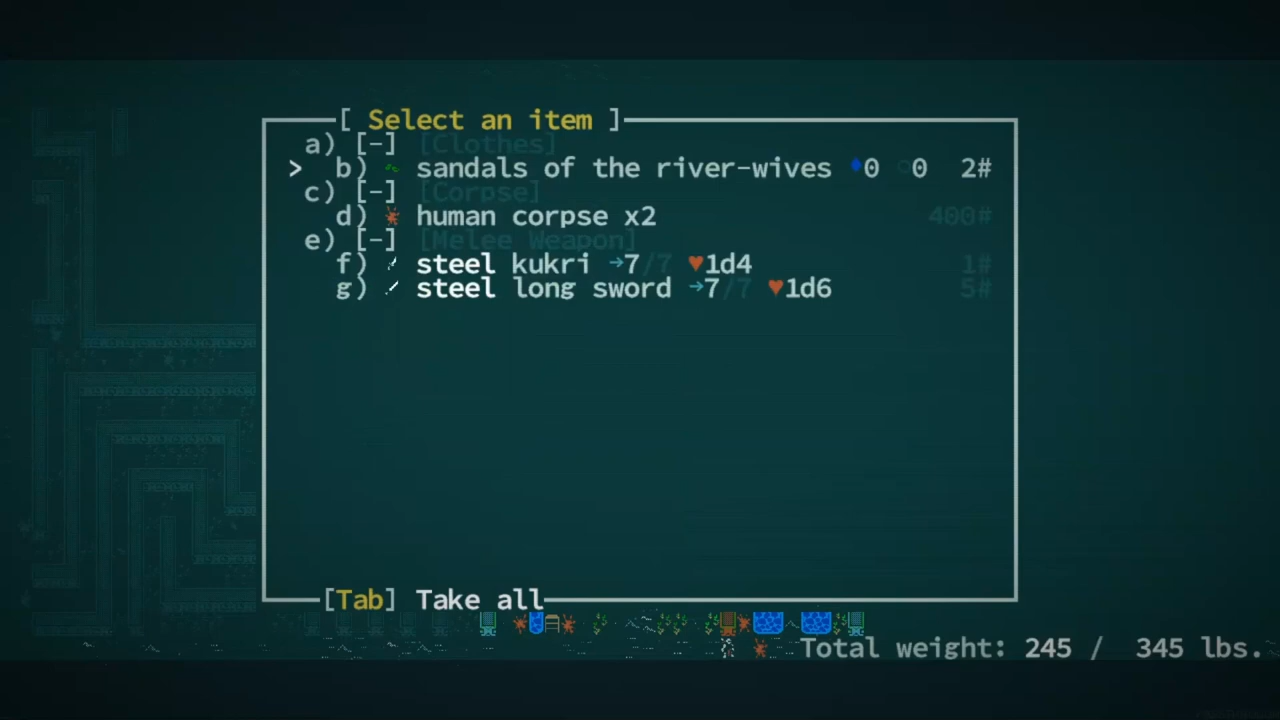 [ Select an item ]
a) [-] [Clothes]
> b) sandals of the river-wives 0 0 2#
c) [-] [Corpse]
d) human corpse x2 400#
e) [-] [Melee Weapon]
f) steel kukri →7/7 ♥1d4 1#
g) steel long sword →7/7 ♥1d6 5#
[Tab] Take all
Total weight: 245 / 345 lbs.